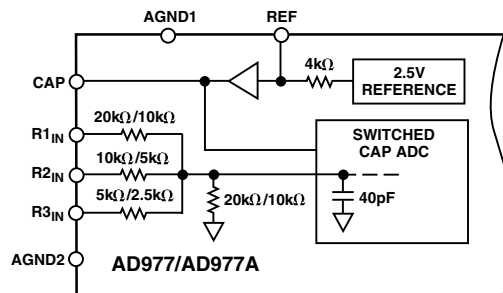 AGND1
REF
CAP
4kΩ
2.5V
REFERENCE
R1IN
20kΩ/10kΩ
SWITCHED
CAP ADC
R2IN
10kΩ/5kΩ
R3IN
5kΩ/2.5kΩ
20kΩ/10kΩ
40pF
AGND2
AD977/AD977A